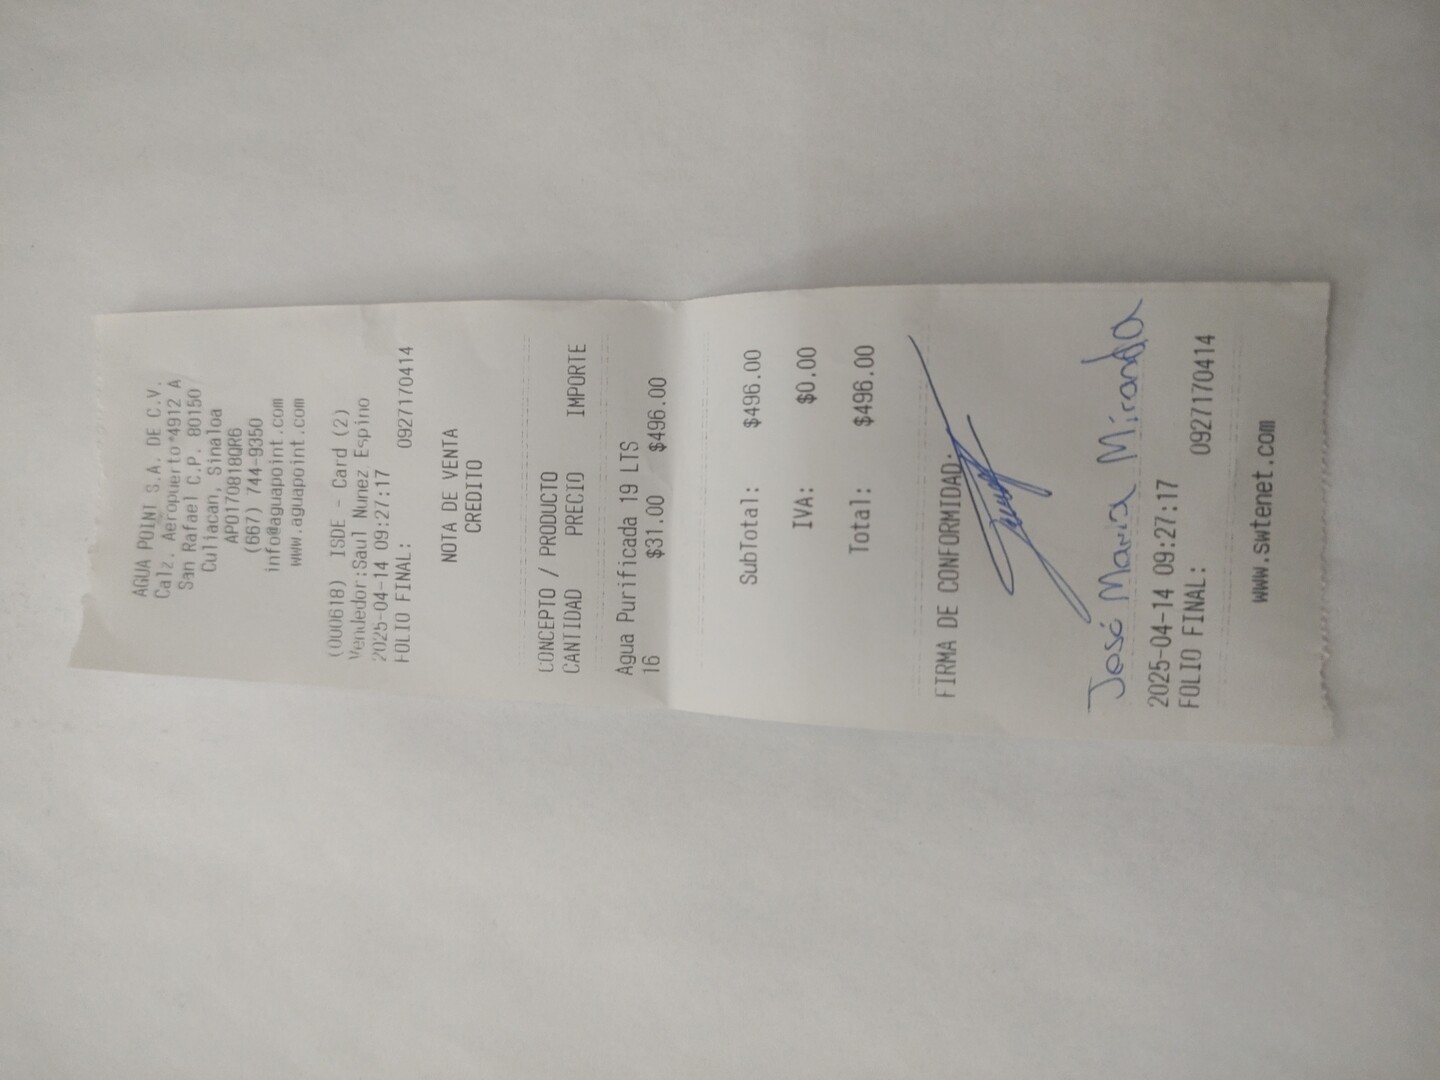 AGUA POINT S.A. DE C.V.
Calz. Aeropuerto*4912 A
San Rafael C.P. 80150
Culiacan, Sinaloa
APO170818QR6
(667) 744-9350
info@aguapoint.com
www.aguapoint.com
(000618) ISDE - Card (2)
Vendedor:Saul Nunez Espino
2025-04-14 09:27:17
FOLIO FINAL: 0927170414
NOTA DE VENTA
CREDITO
CONCEPTO / PRODUCTO
CANTIDAD PRECIO IMPORTE
Agua Purificada 19 LTS
16 $31.00 $496.00
SubTotal: $496.00
IVA: $0.00
Total: $496.00
FIRMA DE CONFORMIDAD.
José Maria Miranda
2025-04-14 09:27:17
FOLIO FINAL: 0927170414
www.swtenet.com